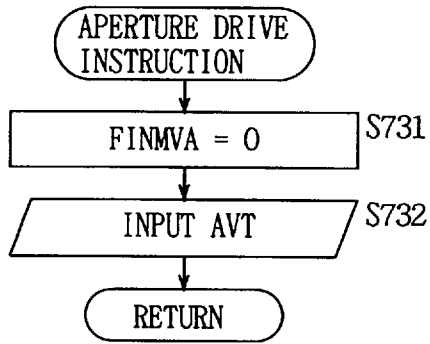 APERTURE DRIVE
INSTRUCTION
FINMVA = 0
S731
INPUT AVT
S732
RETURN